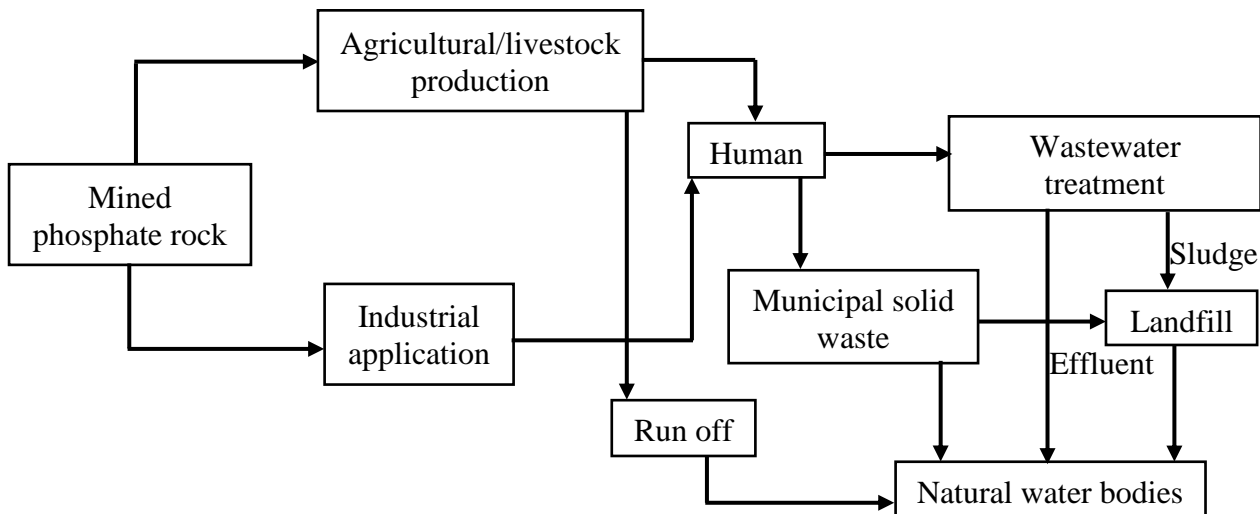 Agricultural/livestock
production
Human
Wastewater
treatment
Mined
phosphate rock
Sludge
Municipal solid
waste
Industrial
application
Landfill
Effluent
Run off
Natural water bodies